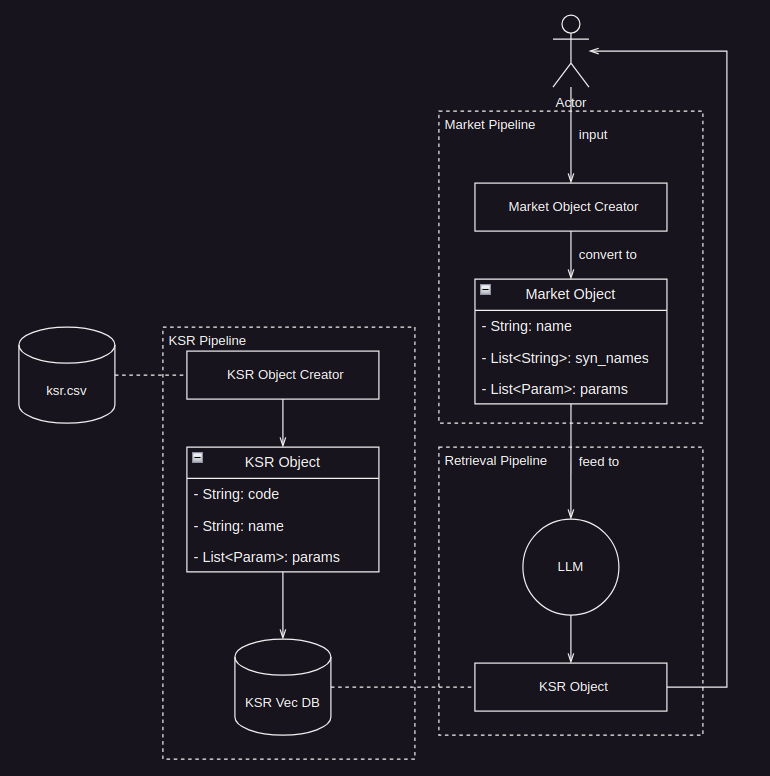 Actor
Market Pipeline
input
Market Object Creator
convert to
Market Object
- String: name
- List<String>: syn_names
- List<Param>: params
KSR Pipeline
KSR Object Creator
ksr.csv
KSR Object
- String: code
- String: name
- List<Param>: params
KSR Vec DB
Retrieval Pipeline
feed to
LLM
KSR Object